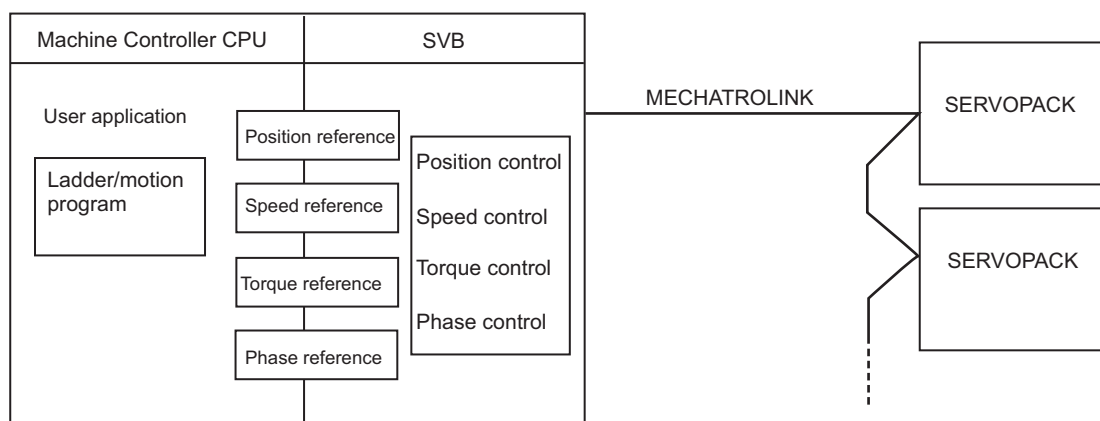 Machine Controller CPU
SVB
User application
Ladder/motion
program
Position reference
Speed reference
Torque reference
Phase reference
Position control
Speed control
Torque control
Phase control
MECHATROLINK
SERVOPACK
SERVOPACK